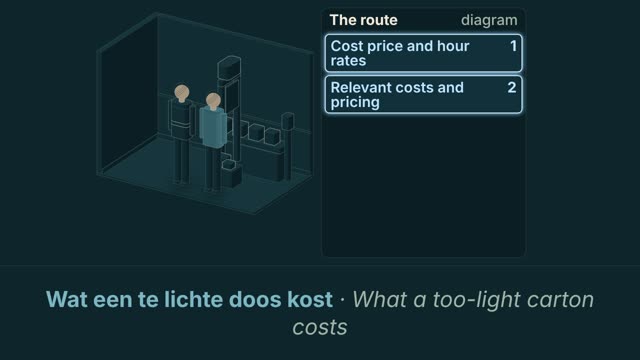 The route diagram
Cost price and hour 1
rates
Relevant costs and 2
pricing
Wat een te lichte doos kost · What a too-light carton
costs